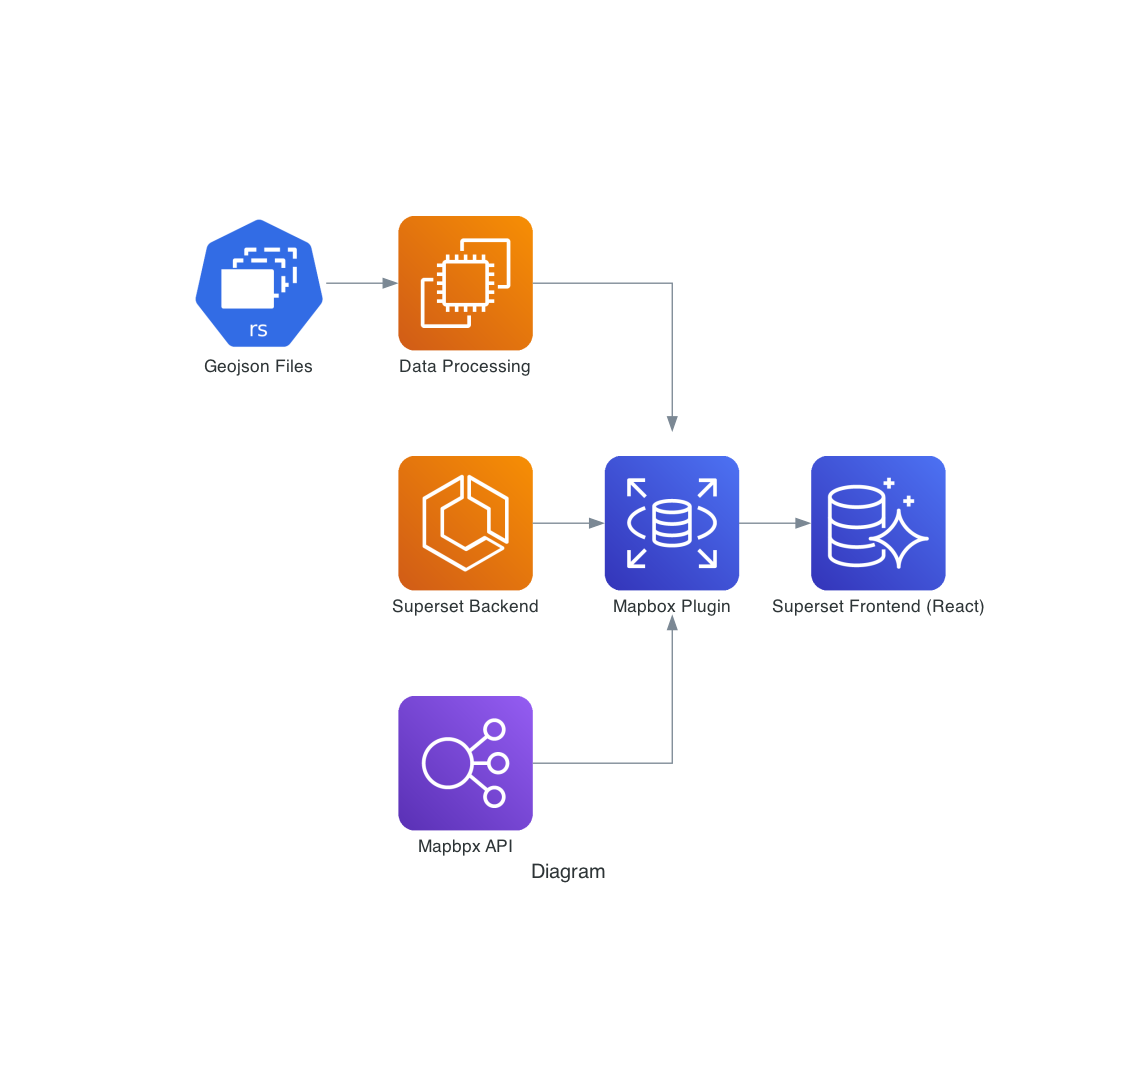 rs
Geojson Files
Data Processing
Superset Backend
Mapbox Plugin
Superset Frontend (React)
Mapbpx API
Diagram